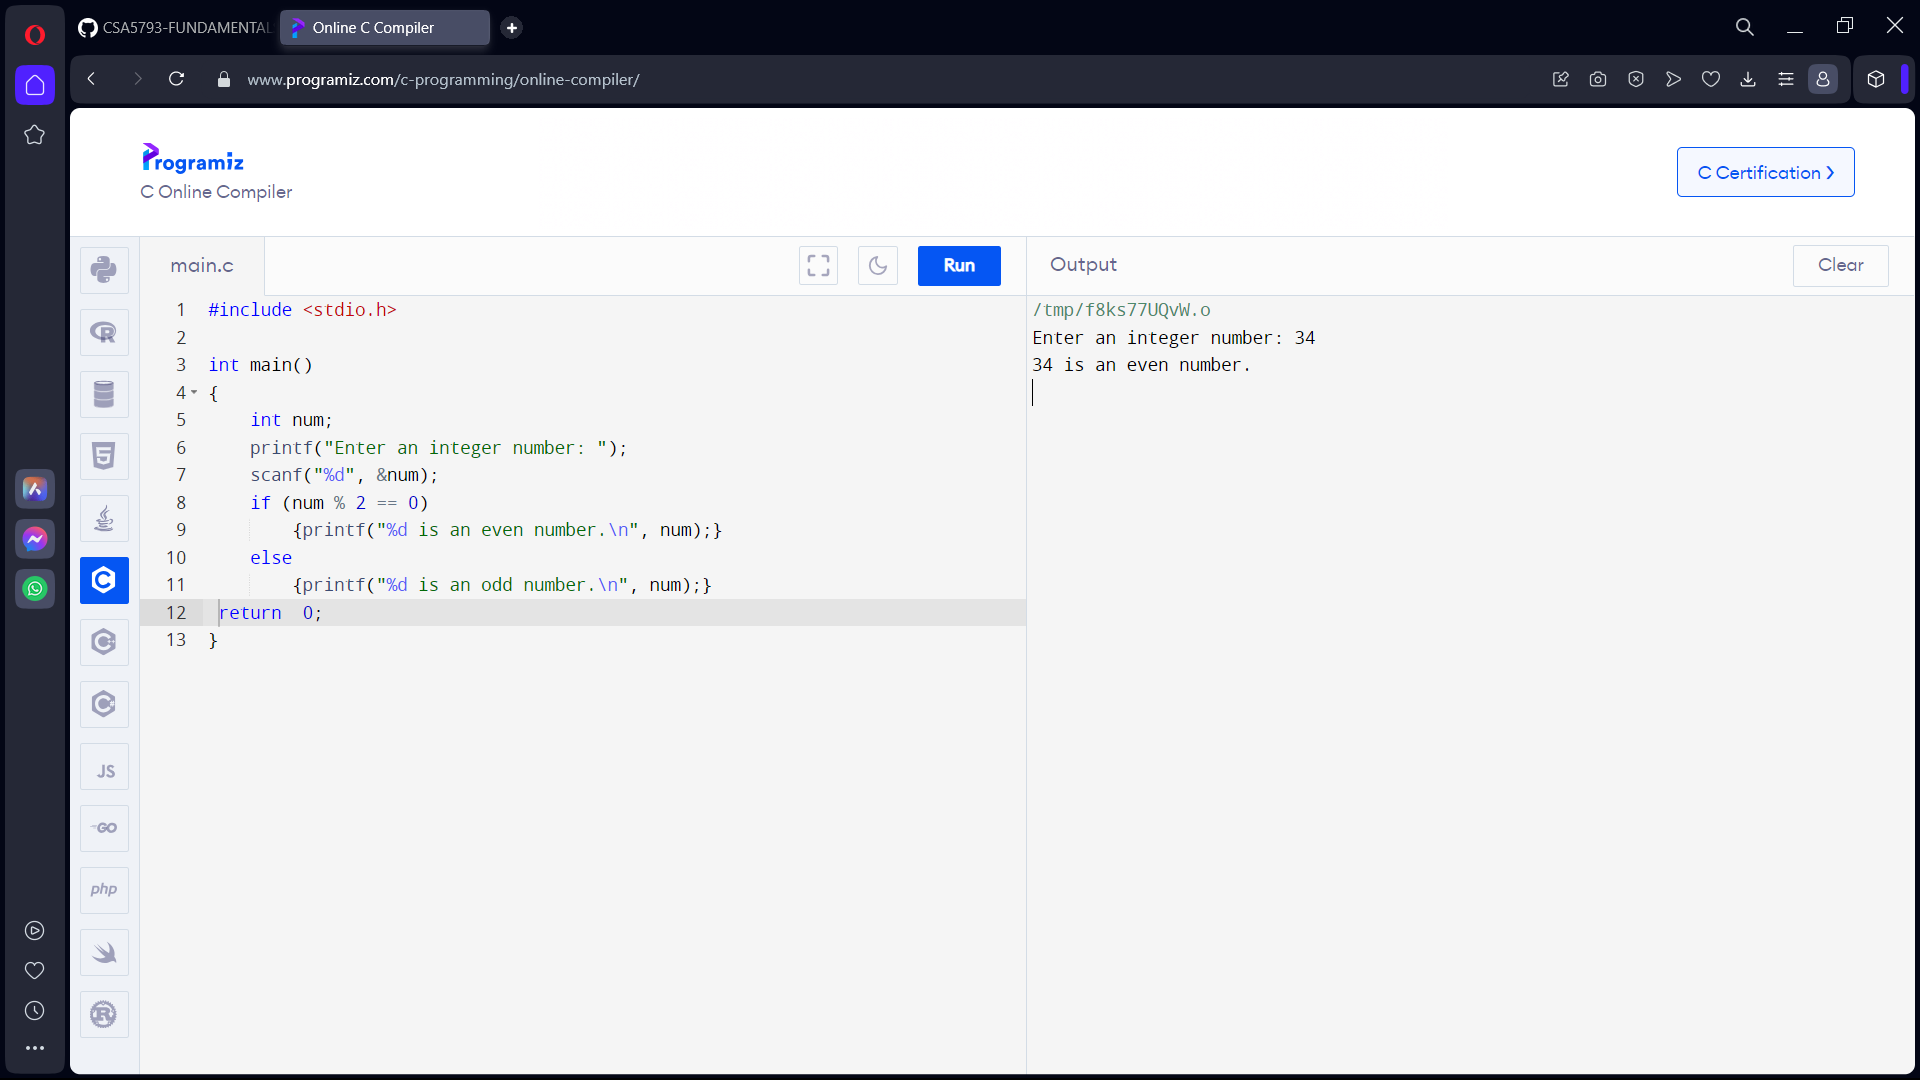 CSA5793-FUNDAMENTAL
Online C Compiler
www.programiz.com/c-programming/online-compiler/
Programiz
C Online Compiler
C Certification
main.c
Run
Output
Clear
1 #include <stdio.h>
2
3 int main()
4 {
5     int num;
6     printf("Enter an integer number: ");
7     scanf("%d", &num);
8     if (num % 2 == 0)
9         {printf("%d is an even number.\n", num);}
10     else
11         {printf("%d is an odd number.\n", num);}
12  return  0;
13 }
/tmp/f8ks77UQvW.o
Enter an integer number: 34
34 is an even number.
R
5
C
C
C
JS
GO
php
R